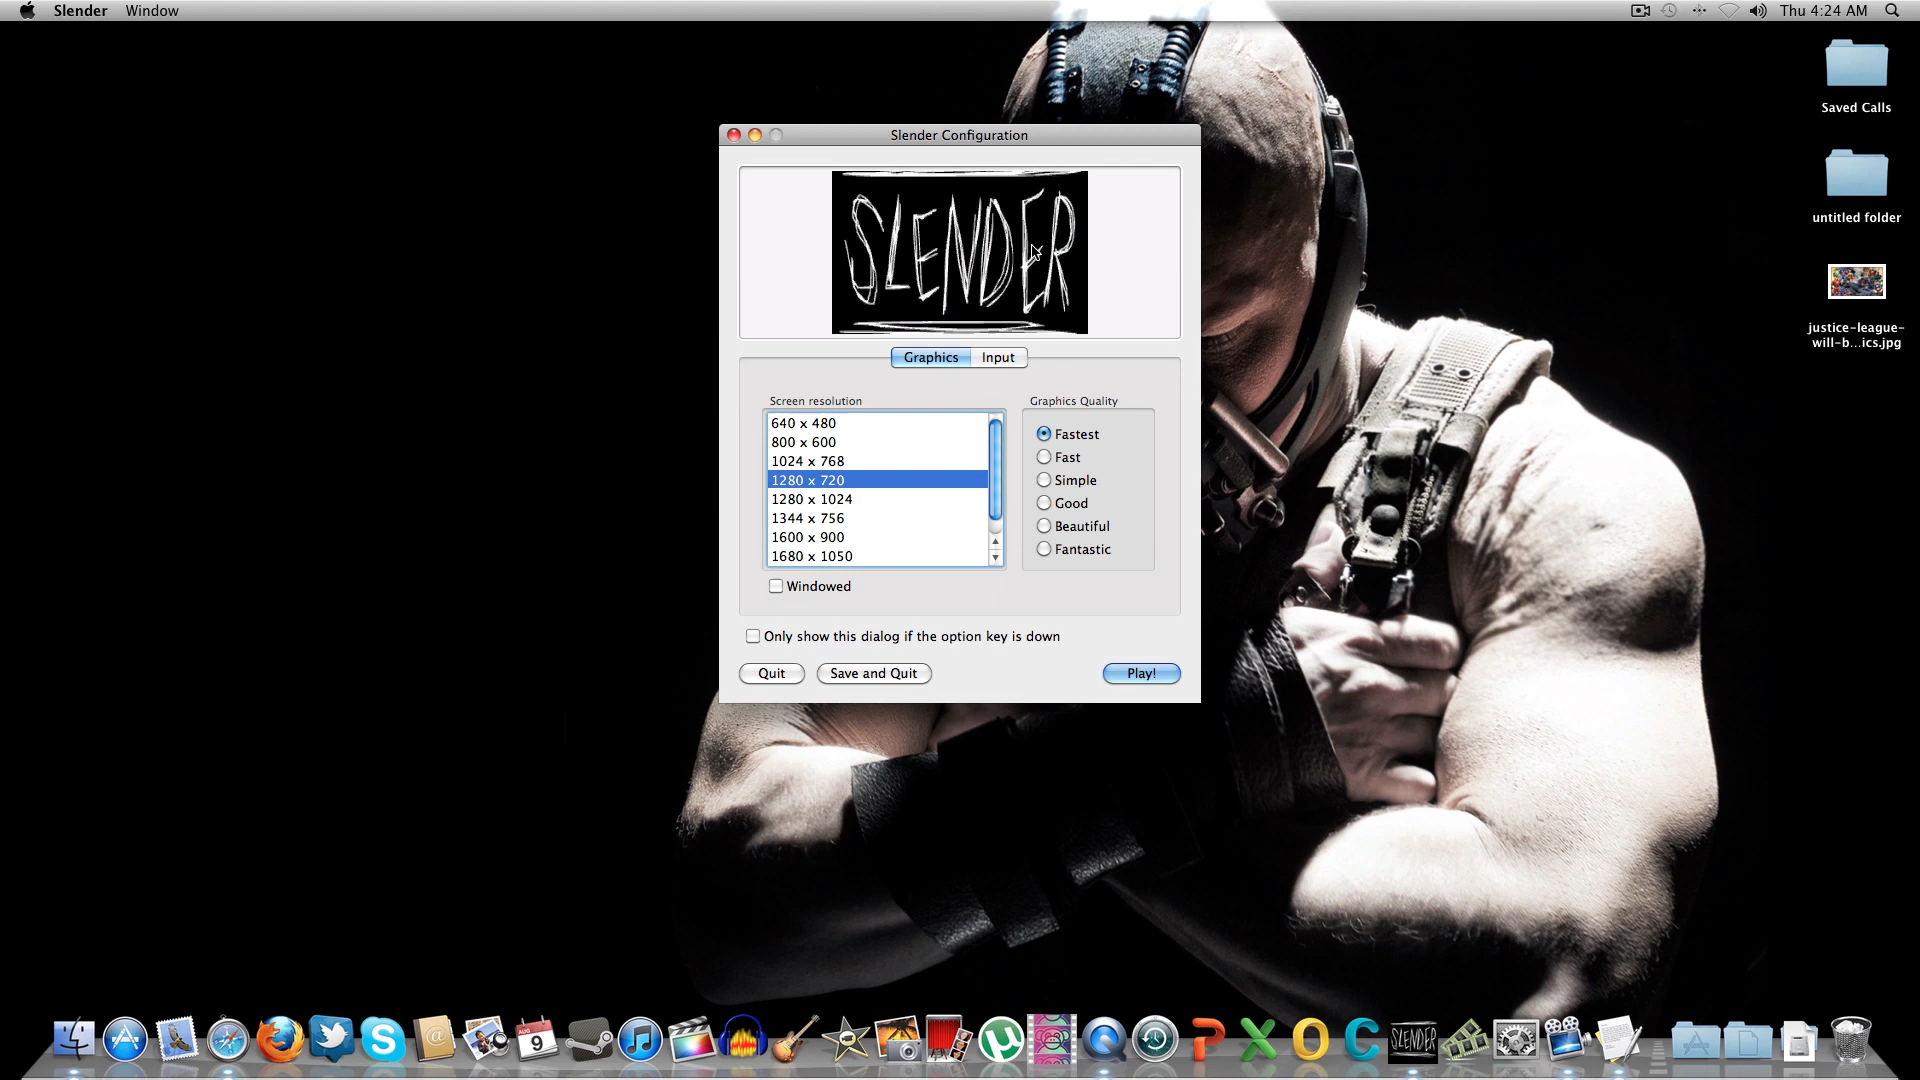 Slender Window
Thu 4:24 AM
Saved Calls
untitled folder
justice-league-
will-b...ics.jpg
Slender Configuration
SLENDER
Graphics Input
Screen resolution
640 x 480
800 x 600
1024 x 768
1280 x 720
1280 x 1024
1344 x 756
1600 x 900
1680 x 1050
Windowed
Graphics Quality
Fastest
Fast
Simple
Good
Beautiful
Fantastic
Only show this dialog if the option key is down
Quit
Save and Quit
Play!
AUG
9
SLENDER